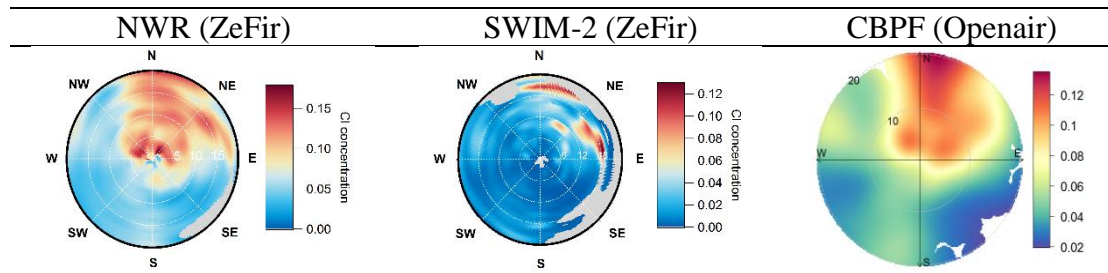 NWR (ZeFir) SWIM-2 (ZeFir) CBPF (Openair)
N
NW NE
W E
SW SE
S
5 10 15
0.15
0.10
0.05
0.00
Cl concentration
N
NW NE
W E
SW SE
S
0.12
0.10
0.08
0.06
0.04
0.02
0.00
Cl concentration
N
20
10
W E
S
0.12
0.1
0.08
0.06
0.04
0.02